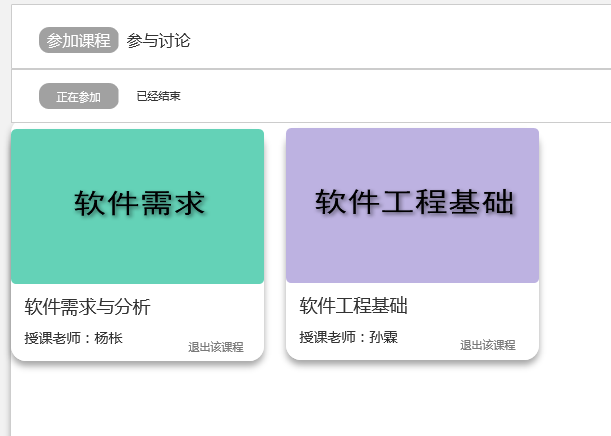 参加课程 参与讨论
正在参加 已经结束
软件需求
软件工程基础
软件需求与分析
授课老师：杨枨
退出该课程
软件工程基础
授课老师：孙霖
退出该课程